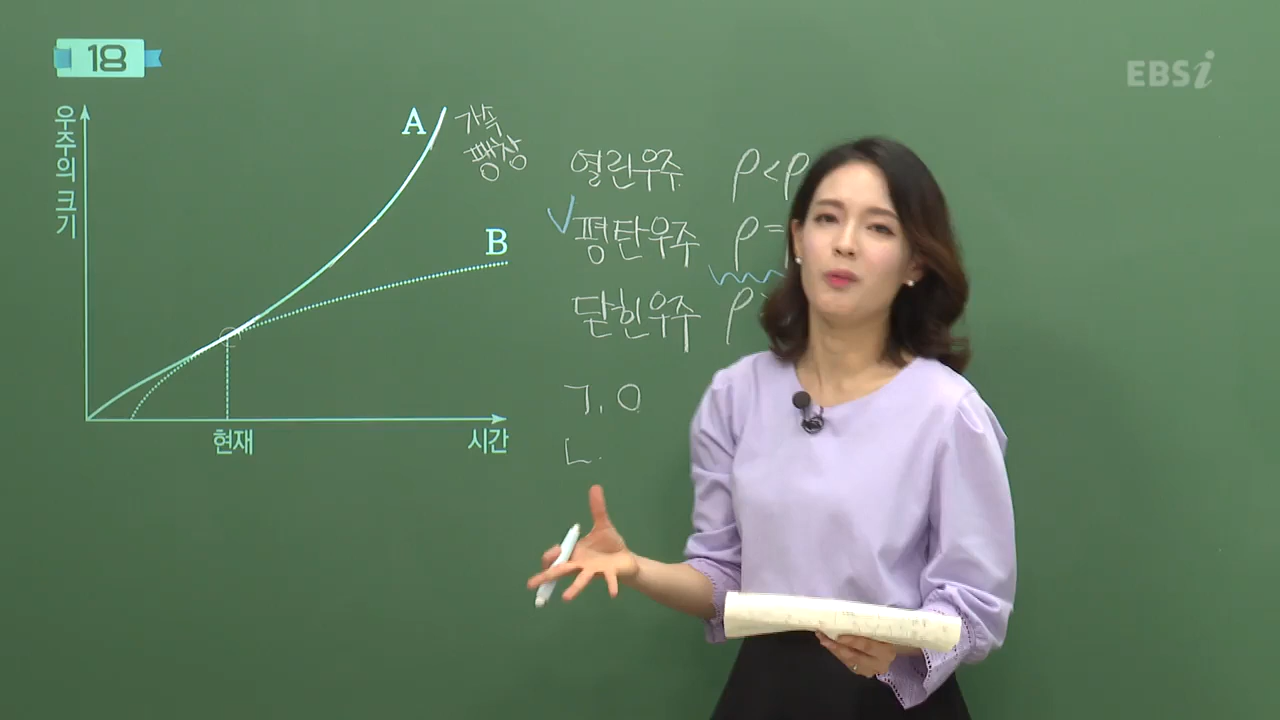 18
EBSi
우주의 크기
A
가속
팽창
B
현재
시간
열린우주 ρ<ρ
평탄우주 ρ=
닫힌우주 ρ
ㄱ. O
ㄴ.